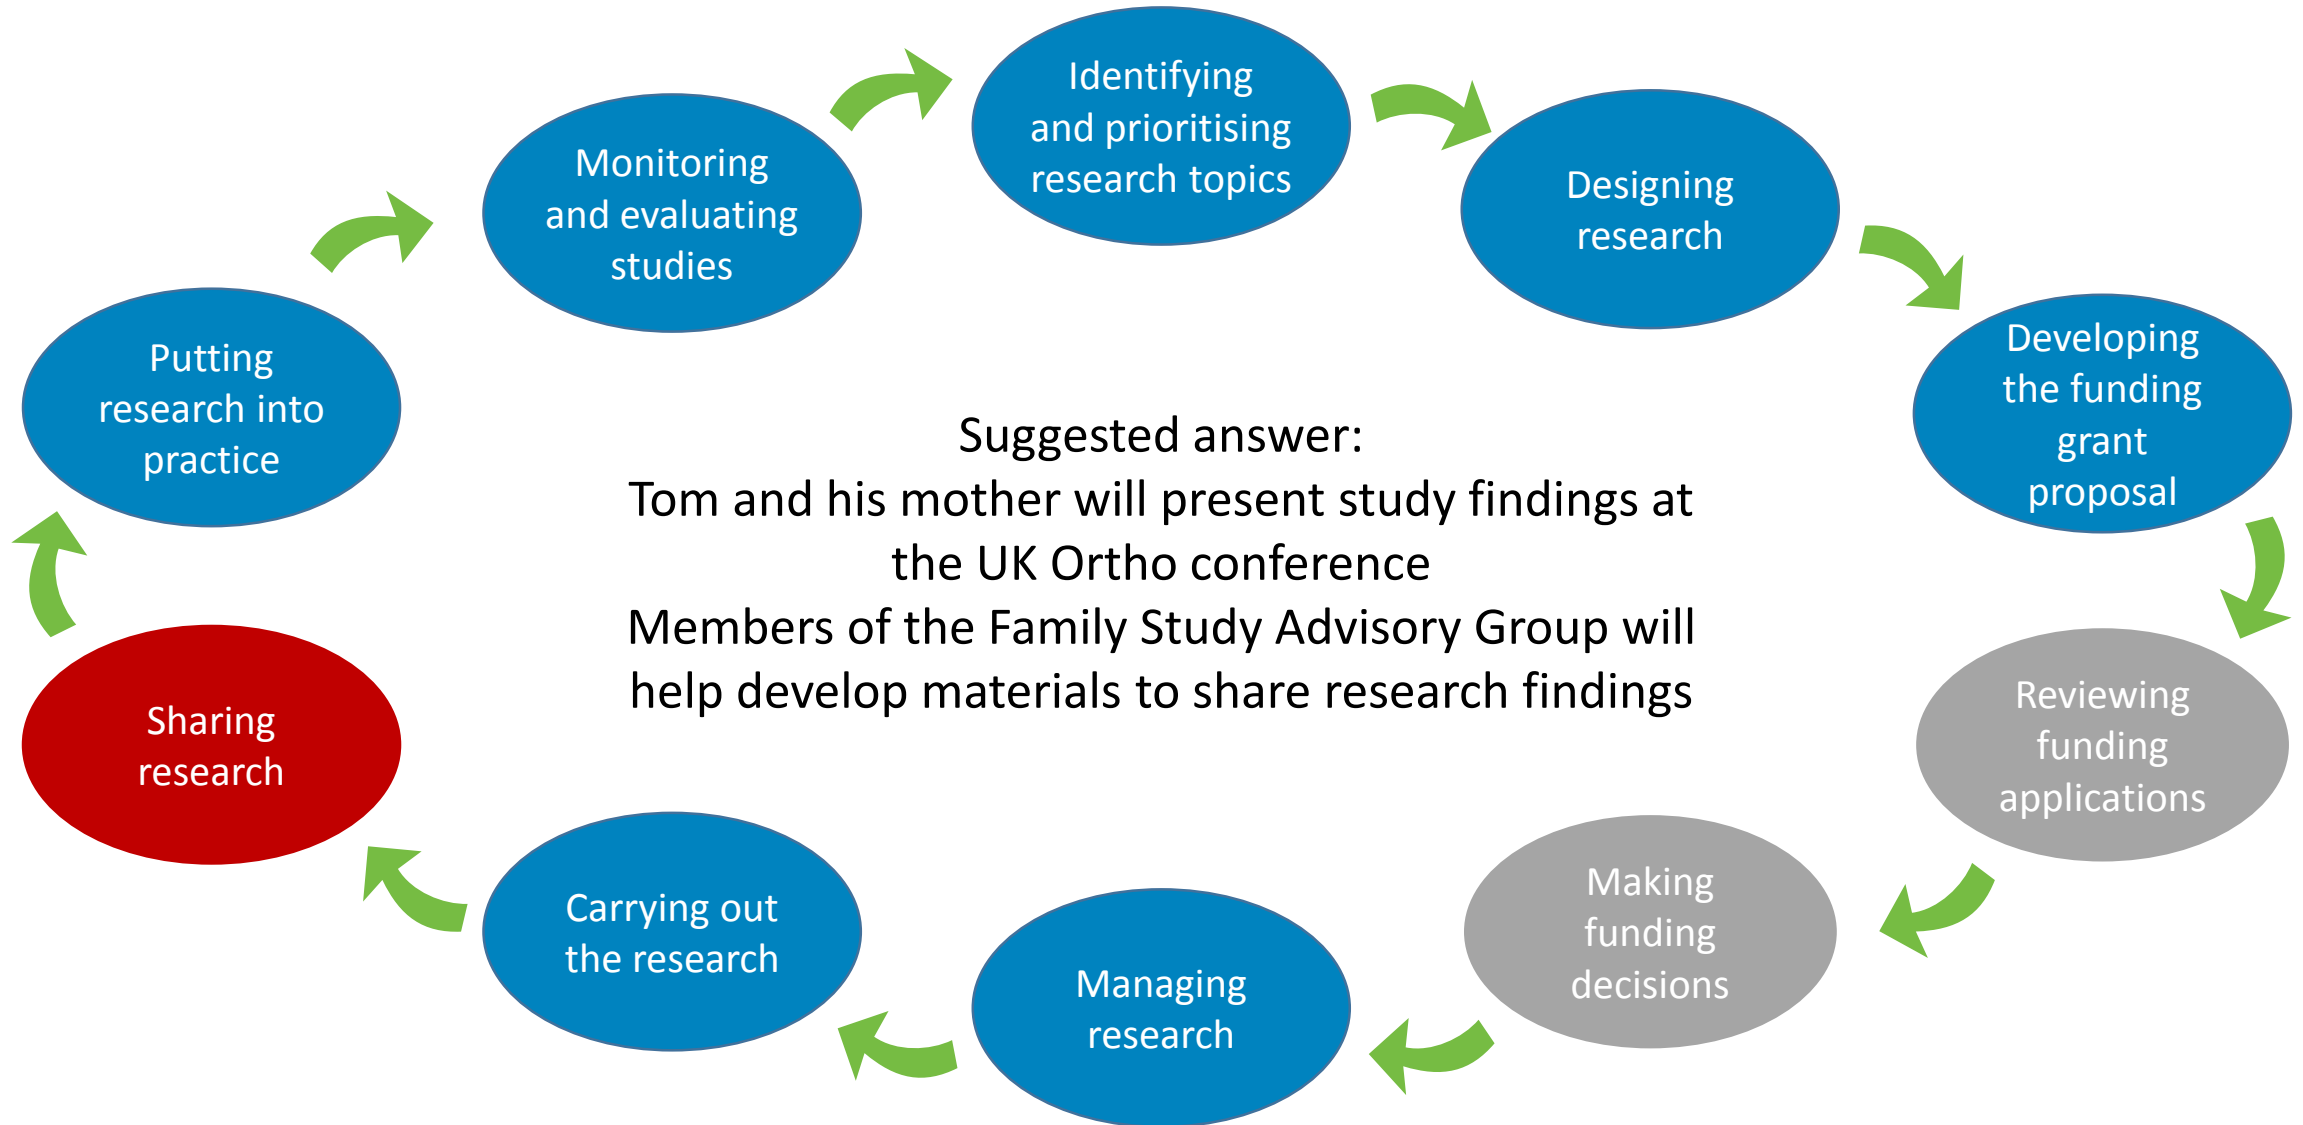 Identifying
and prioritising
research topics
Designing
research
Developing
the funding
grant
proposal
Reviewing
funding
applications
Making
funding
decisions
Managing
research
Carrying out
the research
Sharing
research
Putting
research into
practice
Monitoring
and evaluating
studies
Suggested answer:
Tom and his mother will present study findings at
the UK Ortho conference
Members of the Family Study Advisory Group will
help develop materials to share research findings